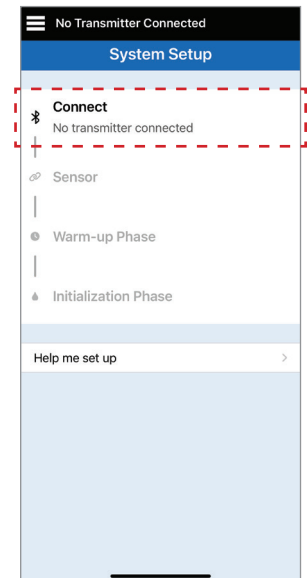 No Transmitter Connected
System Setup
Connect
No transmitter connected
Sensor
Warm-up Phase
Initialization Phase
Help me set up